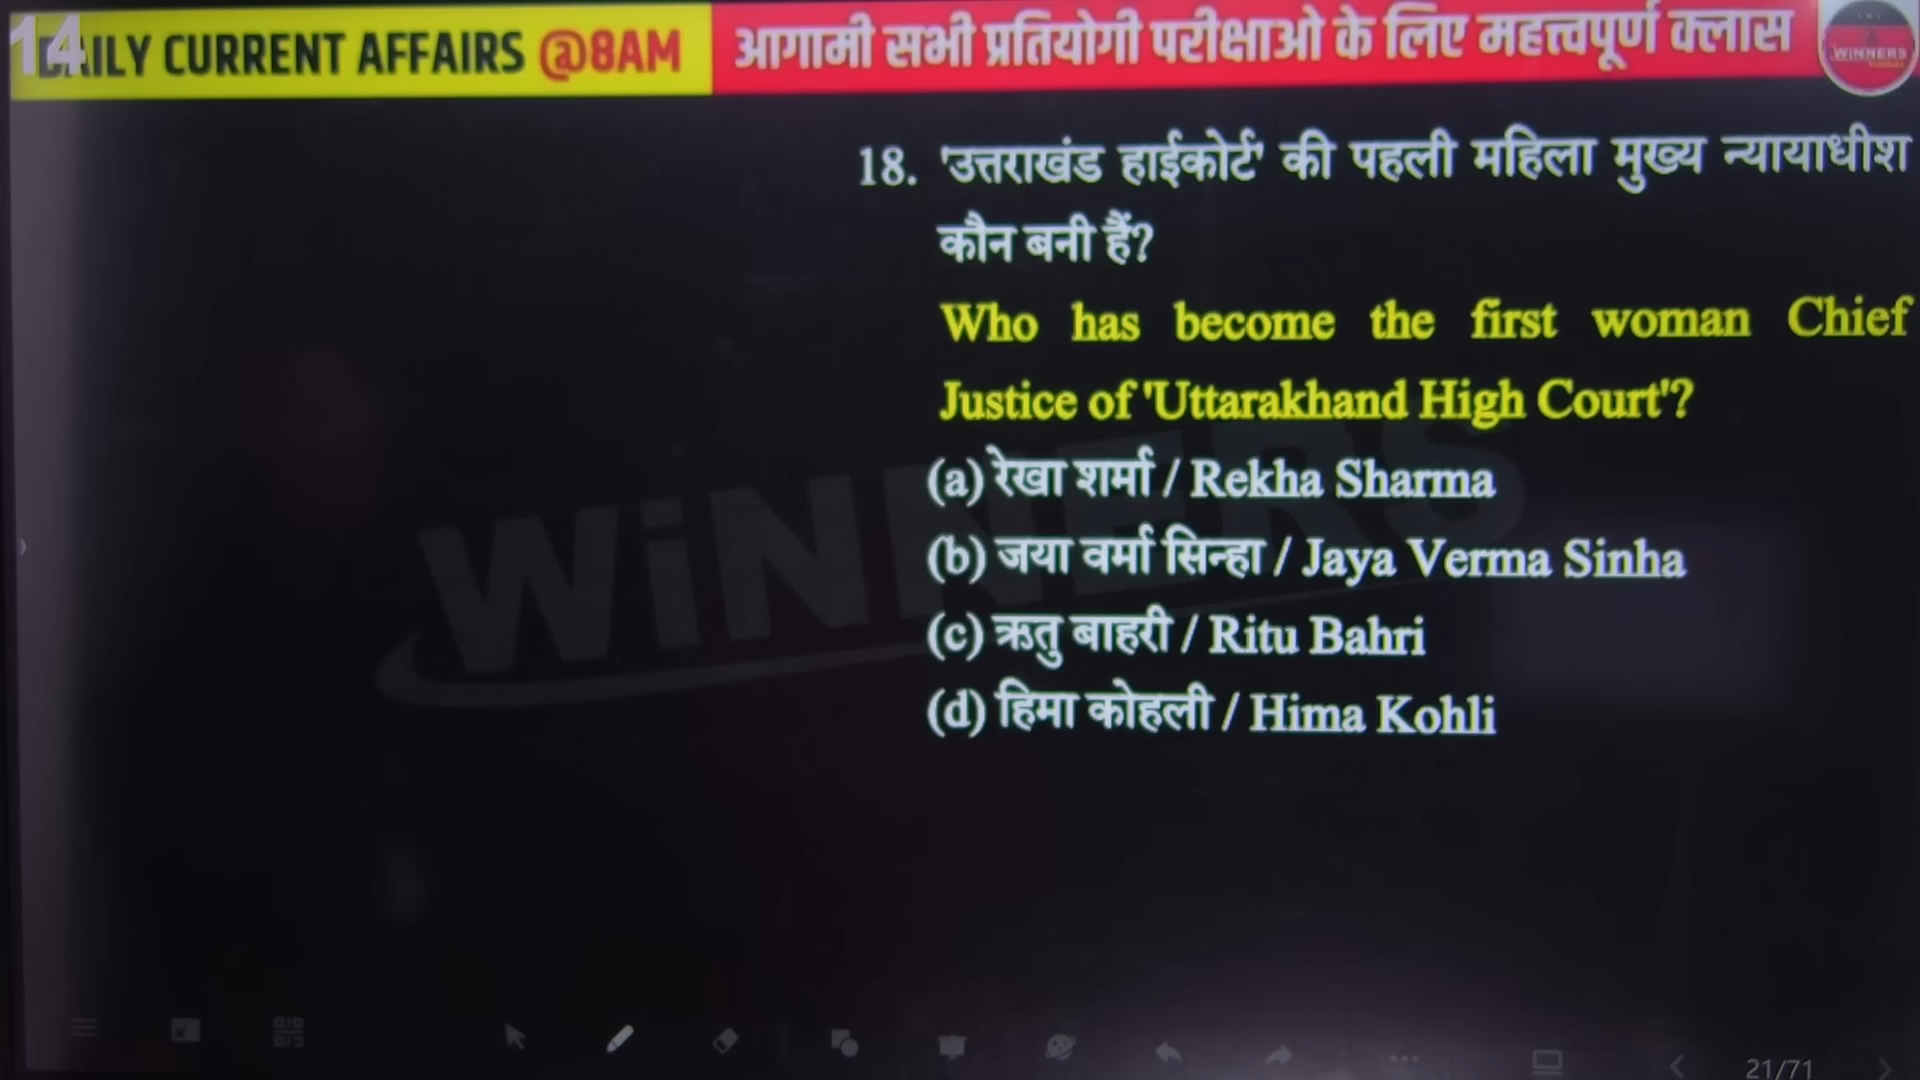 14
DAILY CURRENT AFFAIRS @8AM
आगामी सभी प्रतियोगी परीक्षाओ के लिए महत्त्वपूर्ण क्लास
WINNERS
18. 'उत्तराखंड हाईकोर्ट' की पहली महिला मुख्य न्यायाधीश
कौन बनी हैं?
Who has become the first woman Chief
Justice of 'Uttarakhand High Court'?
(a) रेखा शर्मा / Rekha Sharma
(b) जया वर्मा सिन्हा / Jaya Verma Sinha
(c) ऋतु बाहरी / Ritu Bahri
(d) हिमा कोहली / Hima Kohli
WiNNERS
21/71